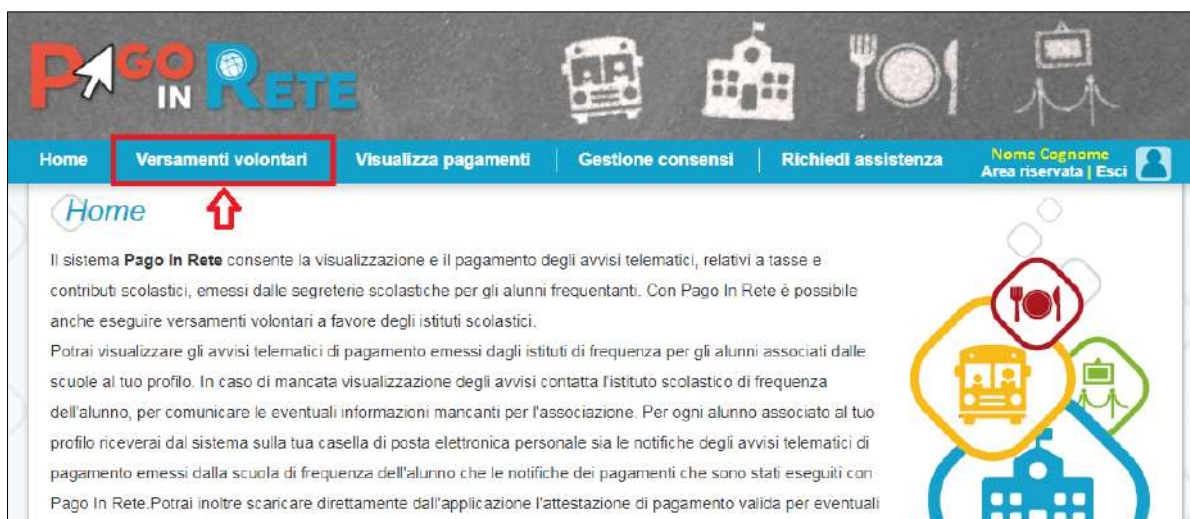 PAGO
IN RETE
Home Versamenti volontari Visualizza pagamenti Gestione consensi Richiedi assistenza Nome Cognome
Area riservata | Esci
Home
Il sistema Pago In Rete consente la visualizzazione e il pagamento degli avvisi telematici, relativi a tasse e
contributi scolastici, emessi dalle segreterie scolastiche per gli alunni frequentanti. Con Pago In Rete è possibile
anche eseguire versamenti volontari a favore degli istituti scolastici.
Potrai visualizzare gli avvisi telematici di pagamento emessi dagli istituti di frequenza per gli alunni associati dalle
scuole al tuo profilo. In caso di mancata visualizzazione degli avvisi contatta l'istituto scolastico di frequenza
dell'alunno, per comunicare le eventuali informazioni mancanti per l'associazione. Per ogni alunno associato al tuo
profilo riceverai dal sistema sulla tua casella di posta elettronica personale sia le notifiche degli avvisi telematici di
pagamento emessi dalla scuola di frequenza dell'alunno che le notifiche dei pagamenti che sono stati eseguiti con
Pago In Rete.Potrai inoltre scaricare direttamente dall'applicazione l'attestazione di pagamento valida per eventuali